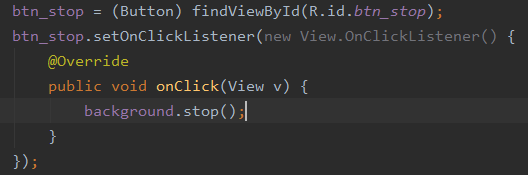 btn_stop = (Button) findViewById(R.id.btn_stop);
btn_stop.setOnClickListener(new View.OnClickListener() {
    @Override
    public void onClick(View v) {
        background.stop();
    }
});